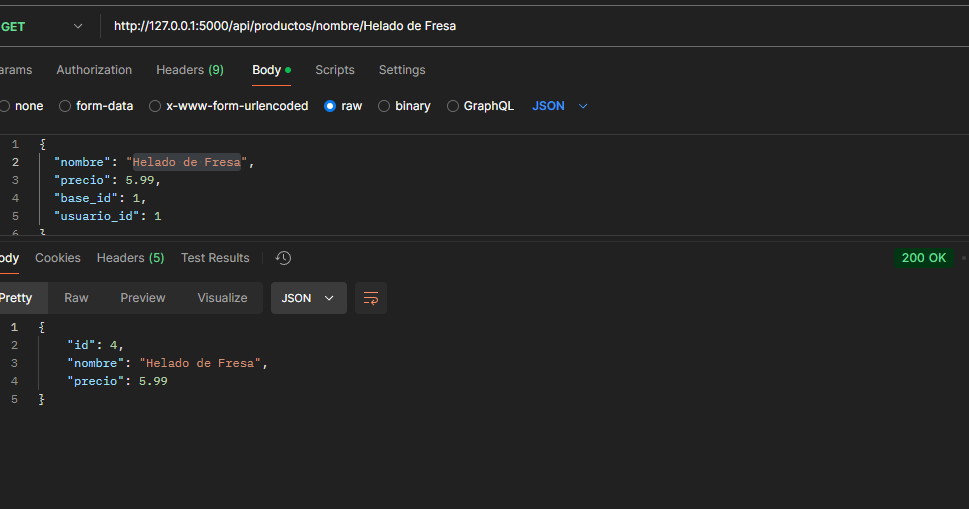 GET http://127.0.0.1:5000/api/productos/nombre/Helado de Fresa
arams Authorization Headers (9) Body Scripts Settings
none form-data x-www-form-urlencoded raw binary GraphQL JSON
1 {
2 "nombre": "Helado de Fresa",
3 "precio": 5.99,
4 "base_id": 1,
5 "usuario_id": 1
6 }
ody Cookies Headers (5) Test Results 200 OK
Pretty Raw Preview Visualize JSON
1 {
2 "id": 4,
3 "nombre": "Helado de Fresa",
4 "precio": 5.99
5 }